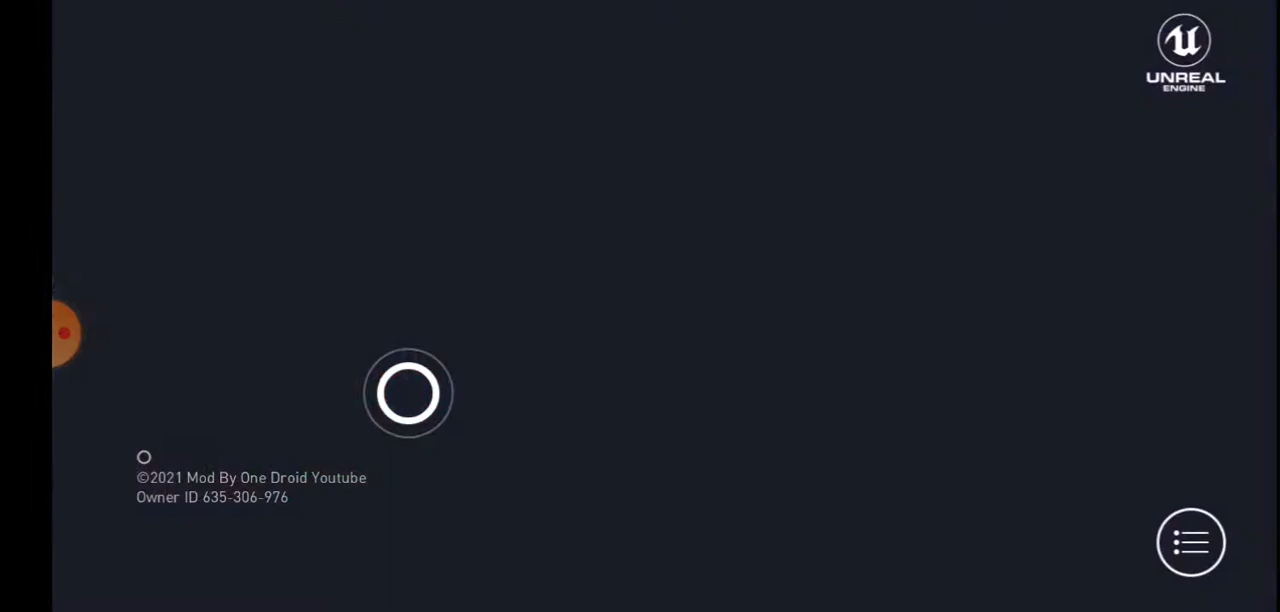 UNREAL
ENGINE
©2021 Mod By One Droid Youtube
Owner ID 635-306-976